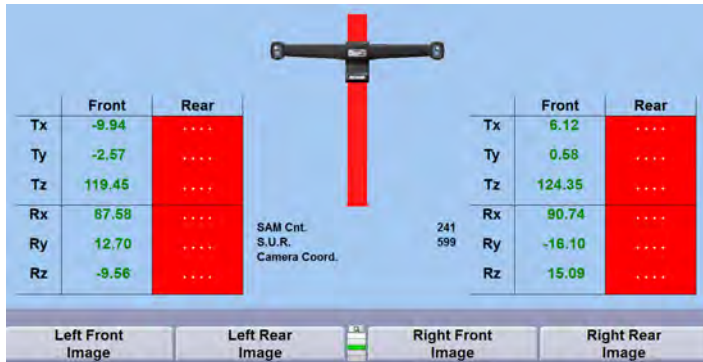 Front Rear
Tx -9.94 ....
Ty -2.57 ....
Tz 119.45 ....
Rx 87.58 ....
Ry 12.70 ....
Rz -9.56 ....
SAM Cnt. 241
S.U.R. 599
Camera Coord.
Front Rear
Tx 6.12 ....
Ty 0.58 ....
Tz 124.35 ....
Rx 90.74 ....
Ry -16.10 ....
Rz 15.09 ....
Left Front
Image
Left Rear
Image
Right Front
Image
Right Rear
Image